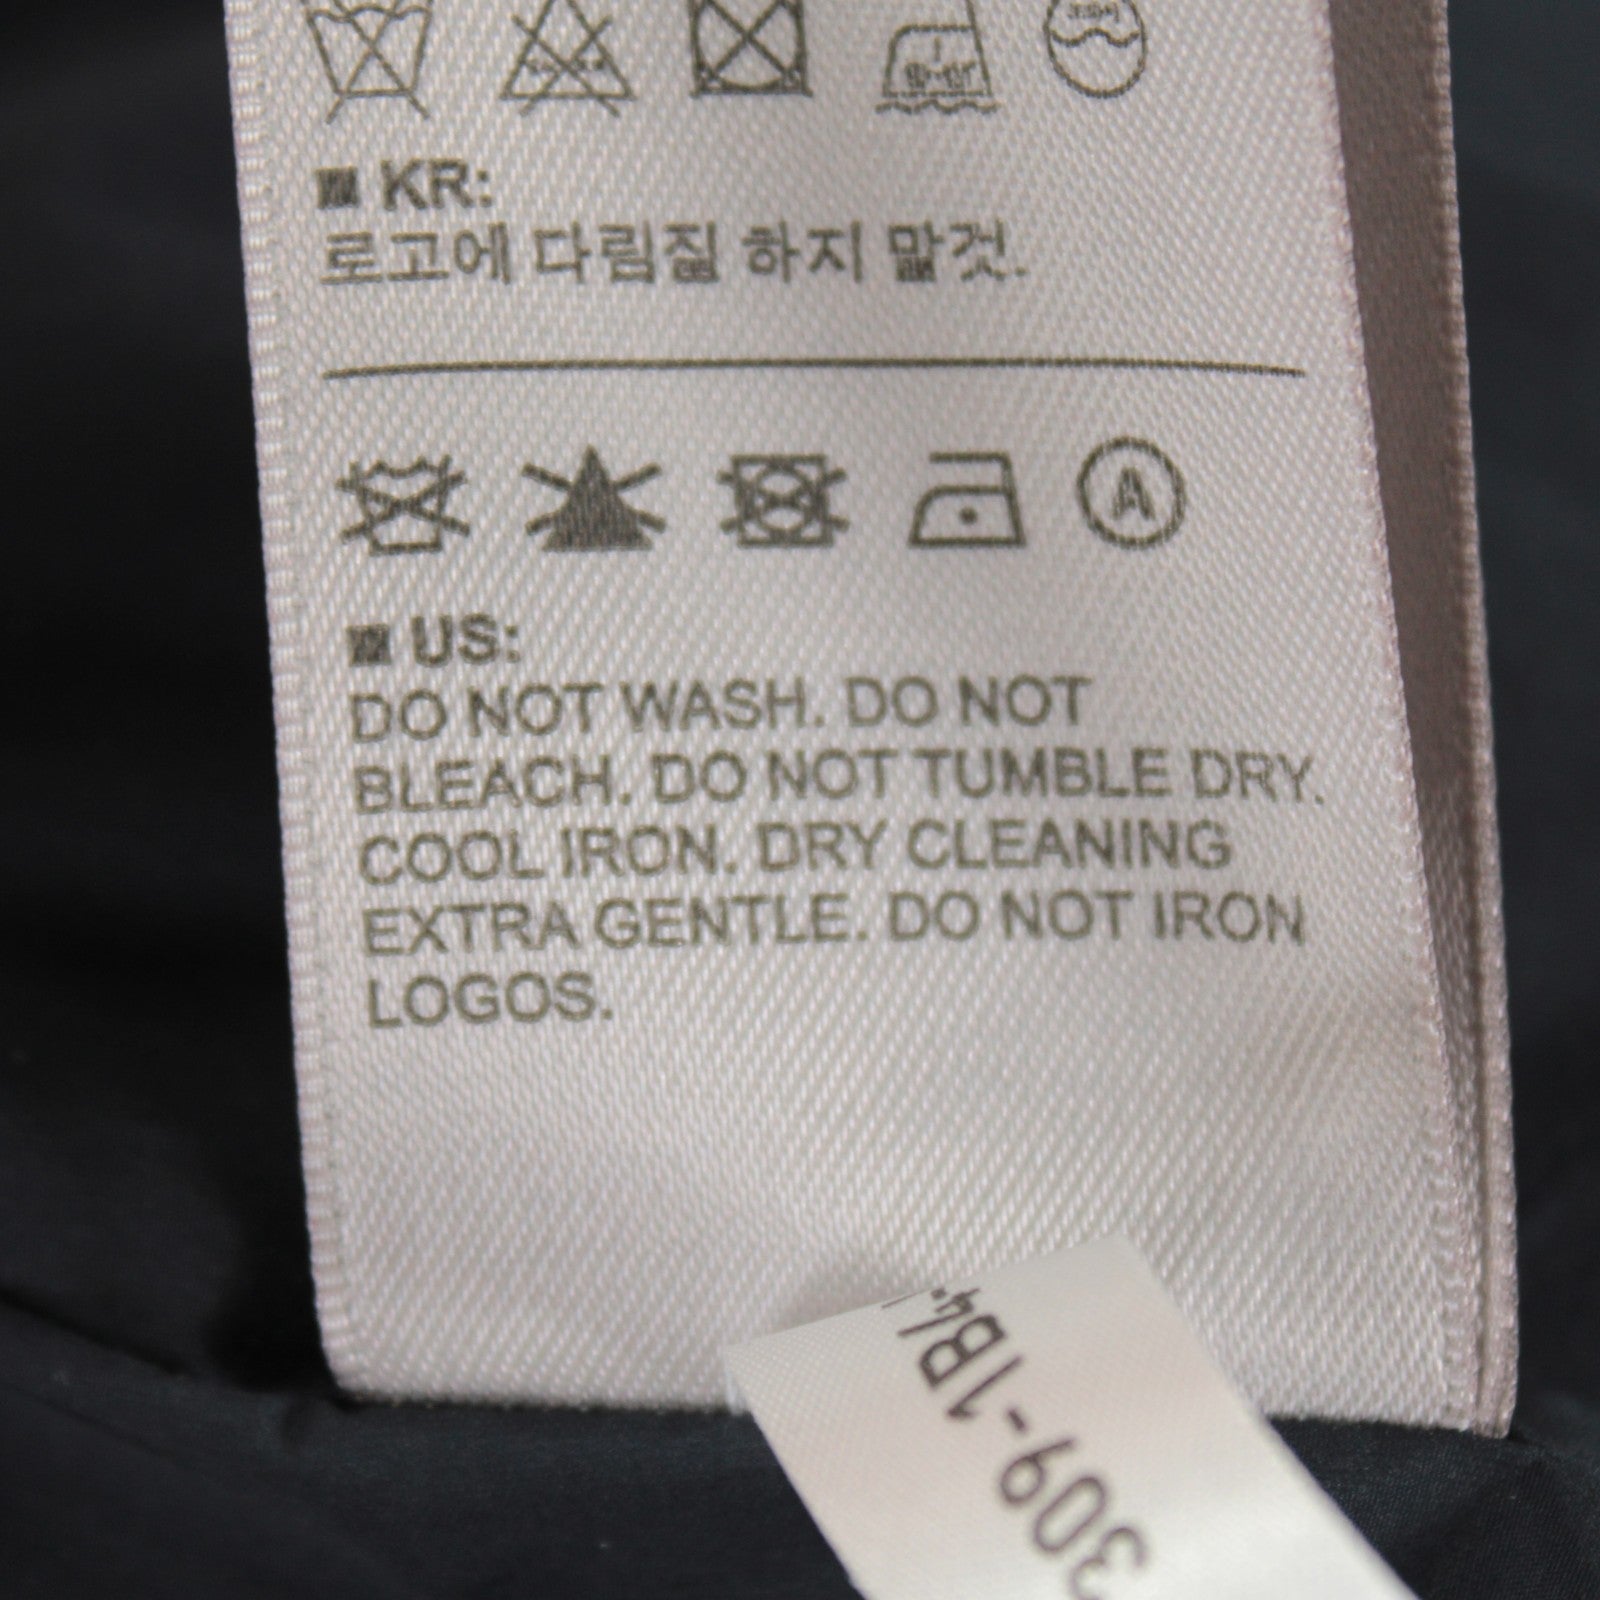 KR:
로고에 다림질 하지 말것.
A
US:
DO NOT WASH. DO NOT
BLEACH. DO NOT TUMBLE DRY.
COOL IRON. DRY CLEANING
EXTRA GENTLE. DO NOT IRON
LOGOS.
309-1B4-